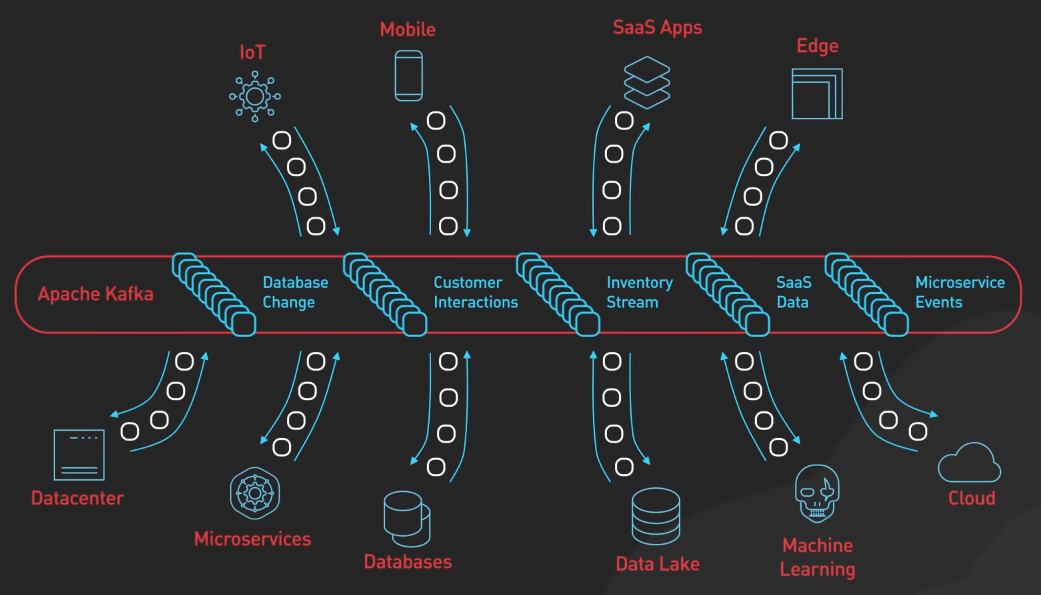 Mobile
SaaS Apps
IoT
Edge
Apache Kafka
Database
Change
Customer
Interactions
Inventory
Stream
SaaS
Data
Microservice
Events
Datacenter
Microservices
Databases
Data Lake
Machine
Learning
Cloud